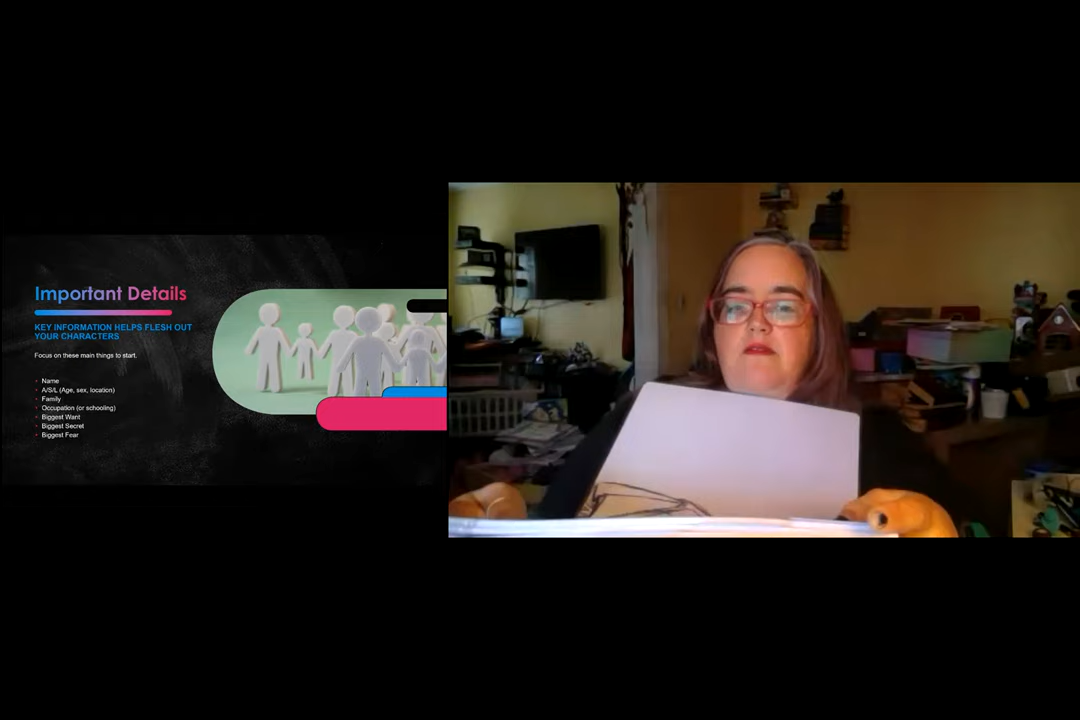 Important Details
KEY INFORMATION HELPS FLESH OUT
YOUR CHARACTERS
Focus on these main things to start.
Name
A/S/L (Age, sex, location)
Family
Occupation (or schooling)
Biggest Want
Biggest Secret
Biggest Fear